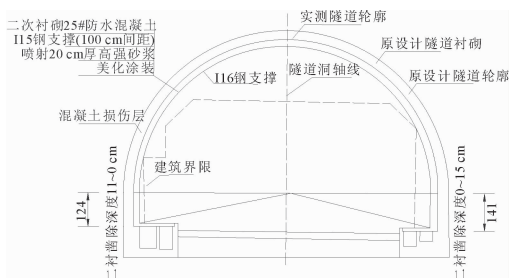 二次衬砌25#防水混凝土
I15钢支撑(100 cm间距)
喷射20 cm厚高强砂浆
美化涂装
实测隧道轮廓
原设计隧道衬砌
原设计隧道轮廓
I16钢支撑
隧道洞轴线
混凝土损伤层
建筑界限
二衬凿除深度11~0 cm
124
二衬凿除深度0~15 cm
141